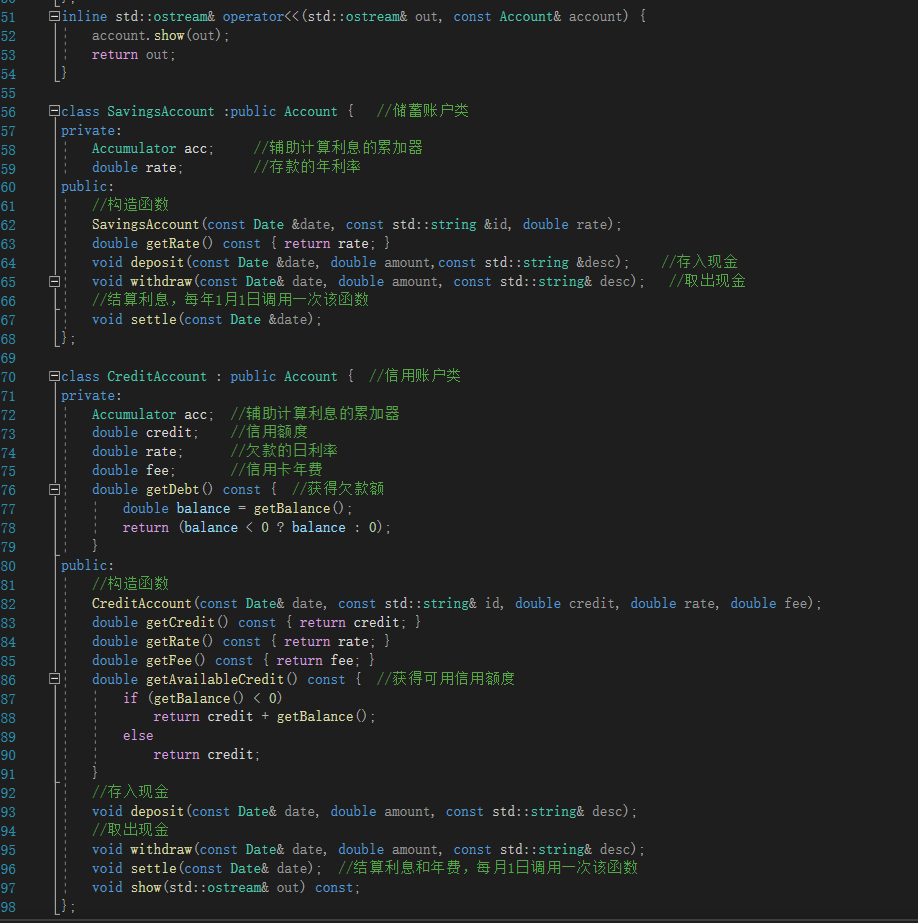 51 inline std::ostream& operator<<(std::ostream& out, const Account& account) {
52     account.show(out);
53     return out;
54 }
55
56 class SavingsAccount :public Account {   //储蓄账户类
57 private:
58     Accumulator acc;     //辅助计算利息的累加器
59     double rate;         //存款的年利率
60 public:
61     //构造函数
62     SavingsAccount(const Date &date, const std::string &id, double rate);
63     double getRate() const { return rate; }
64     void deposit(const Date &date, double amount,const std::string &desc);    //存入现金
65     void withdraw(const Date& date, double amount, const std::string& desc);   //取出现金
66     //结算利息，每年1月1日调用一次该函数
67     void settle(const Date &date);
68 };
69
70 class CreditAccount : public Account {  //信用账户类
71 private:
72     Accumulator acc;  //辅助计算利息的累加器
73     double credit;    //信用额度
74     double rate;      //欠款的日利率
75     double fee;       //信用卡年费
76     double getDebt() const {  //获得欠款额
77         double balance = getBalance();
78         return (balance < 0 ? balance : 0);
79     }
80 public:
81     //构造函数
82     CreditAccount(const Date& date, const std::string& id, double credit, double rate, double fee);
83     double getCredit() const { return credit; }
84     double getRate() const { return rate; }
85     double getFee() const { return fee; }
86     double getAvailableCredit() const {  //获得可用信用额度
87         if (getBalance() < 0)
88             return credit + getBalance();
89         else
90             return credit;
91     }
92     //存入现金
93     void deposit(const Date& date, double amount, const std::string& desc);
94     //取出现金
95     void withdraw(const Date& date, double amount, const std::string& desc);
96     void settle(const Date& date);  //结算利息和年费，每月1日调用一次该函数
97     void show(std::ostream& out) const;
98 };